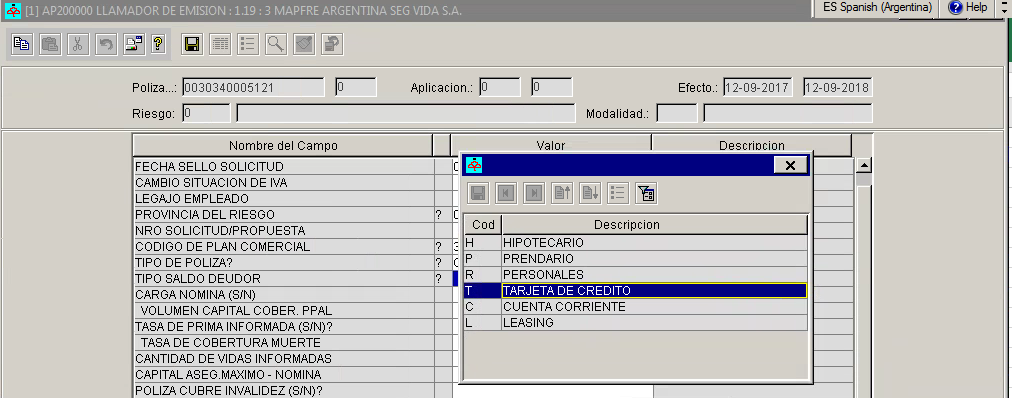 [1] AP200000 LLAMADOR DE EMISION : 1.19 : 3 MAPFRE ARGENTINA SEG VIDA S.A.
ES Spanish (Argentina) ? Help
Poliza...: 0030340005121 0 Aplicacion.: 0 0 Efecto.: 12-09-2017 12-09-2018
Riesgo: 0 Modalidad.:
Nombre del Campo Valor Descripcion
FECHA SELLO SOLICITUD
CAMBIO SITUACION DE IVA
LEGAJO EMPLEADO
PROVINCIA DEL RIESGO ?
NRO SOLICITUD/PROPUESTA
CODIGO DE PLAN COMERCIAL ? 3
TIPO DE POLIZA? ?
TIPO SALDO DEUDOR ?
CARGA NOMINA (S/N)
VOLUMEN CAPITAL COBER. PPAL
TASA DE PRIMA INFORMADA (S/N)?
TASA DE COBERTURA MUERTE
CANTIDAD DE VIDAS INFORMADAS
CAPITAL ASEG.MAXIMO - NOMINA
POLIZA CUBRE INVALIDEZ (S/N)?
Cod Descripcion
H HIPOTECARIO
P PRENDARIO
R PERSONALES
T TARJETA DE CREDITO
C CUENTA CORRIENTE
L LEASING